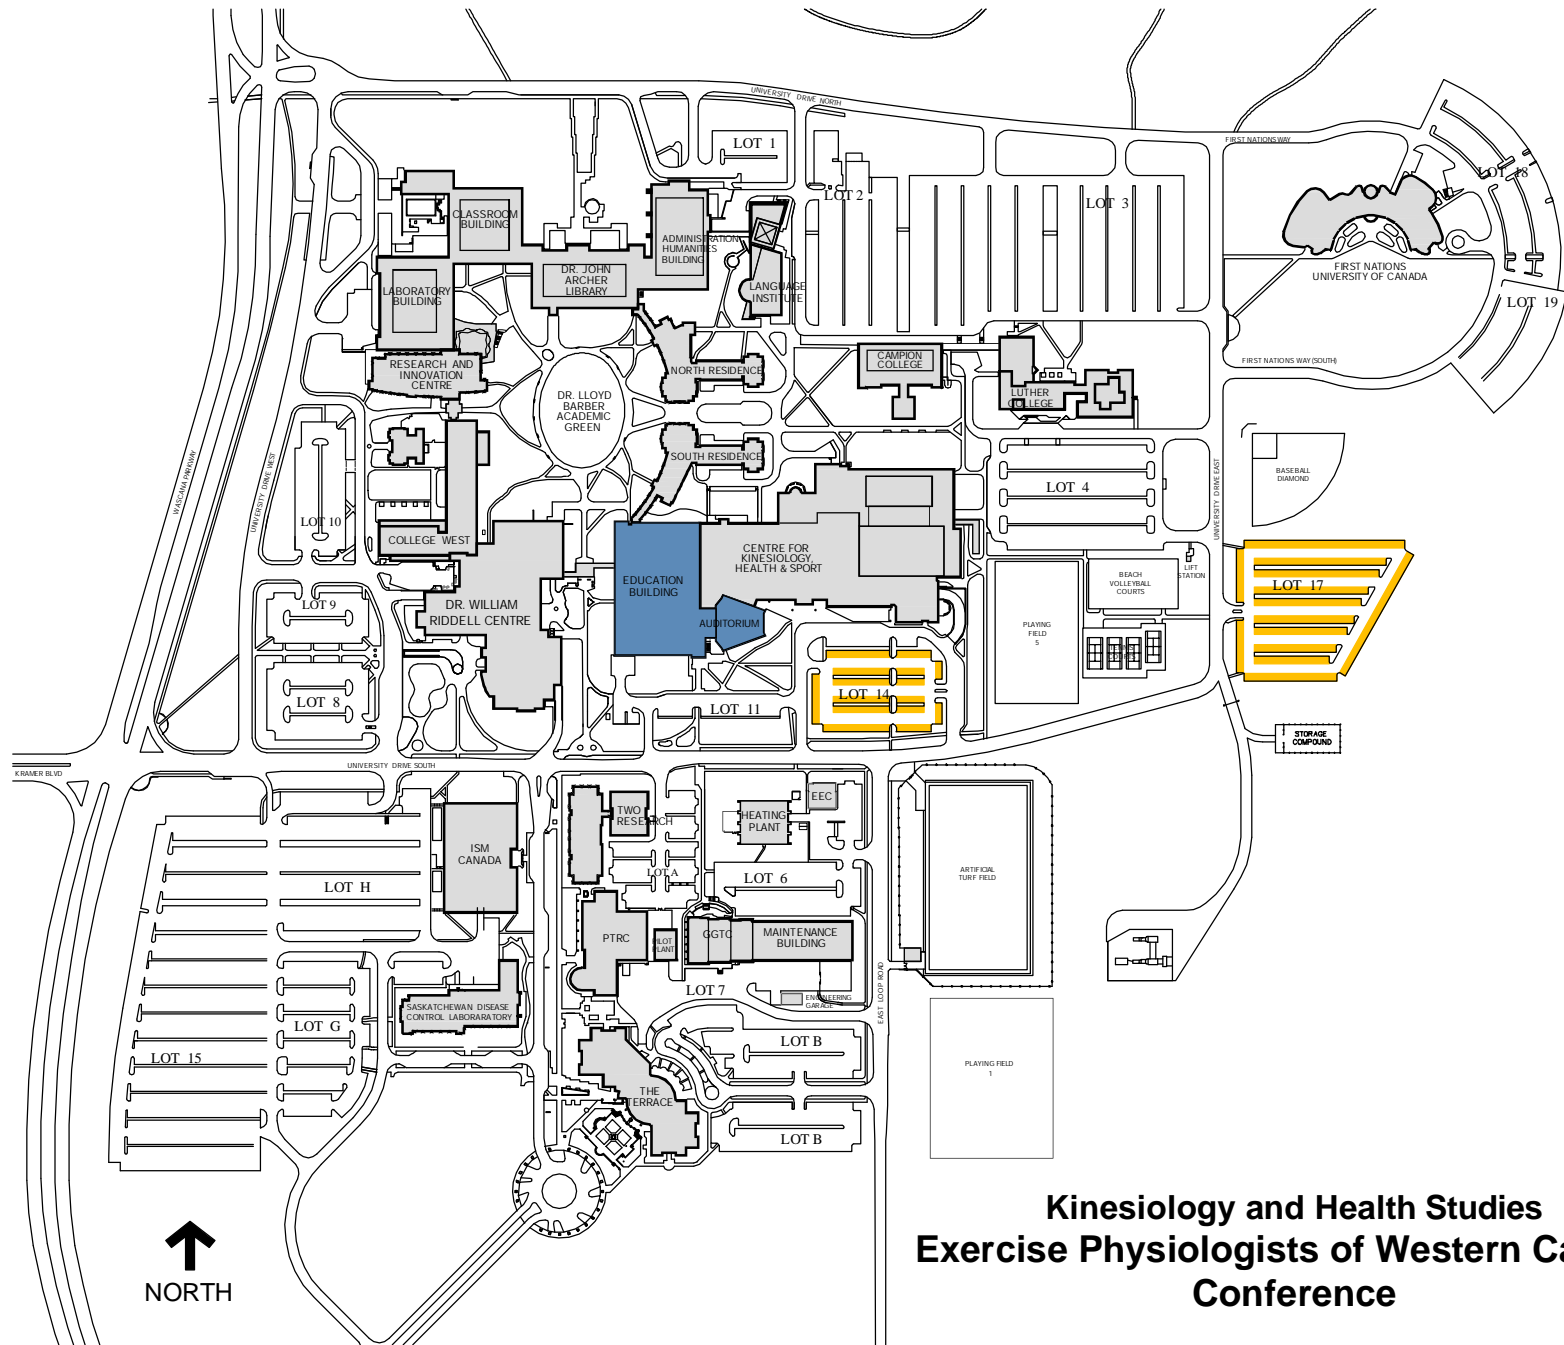 UNIVERSITY DRIVE NORTH
LOT 1
FIRST NATIONS WAY
LOT 18
LOT 2
LOT 3
CLASSROOM
BUILDING
ADMINISTRATION
HUMANITIES
BUILDING
DR. JOHN
ARCHER
LIBRARY
LABORATORY
BUILDING
LANGUAGE
INSTITUTE
FIRST NATIONS
UNIVERSITY OF CANADA
LOT 19
RESEARCH AND
INNOVATION
CENTRE
NORTH RESIDENCE
CAMPION
COLLEGE
FIRST NATIONS WAY (SOUTH)
DR. LLOYD
BARBER
ACADEMIC
GREEN
LUTHER
COLLEGE
SOUTH RESIDENCE
WASCANA PARKWAY
UNIVERSITY DRIVE WEST
LOT 10
LOT 4
UNIVERSITY DRIVE EAST
BASEBALL
DIAMOND
COLLEGE WEST
CENTRE FOR
KINESIOLOGY,
HEALTH & SPORT
EDUCATION
BUILDING
BEACH
VOLLEYBALL
COURTS
LIFT
STATION
LOT 17
LOT 9
DR. WILLIAM
RIDDELL CENTRE
AUDITORIUM
PLAYING
FIELD
5
TENNIS
COURTS
LOT 8
LOT 11
LOT 14
STORAGE
COMPOUND
KRAMER BLVD
UNIVERSITY DRIVE SOUTH
TWO
RESEARCH
HEATING
PLANT
EEC
ISM
CANADA
LOT H
LOT A
LOT 6
ARTIFICIAL
TURF FIELD
PTRC
PILOT
PLANT
GGTC
MAINTENANCE
BUILDING
LOT 7
ENGINEERING
GARAGE
EAST LOOP ROAD
SASKATCHEWAN DISEASE
CONTROL LABORARATORY
LOT G
LOT 15
LOT B
PLAYING FIELD
1
THE
TERRACE
LOT B
NORTH
Kinesiology and Health Studies
Exercise Physiologists of Western Ca
Conference